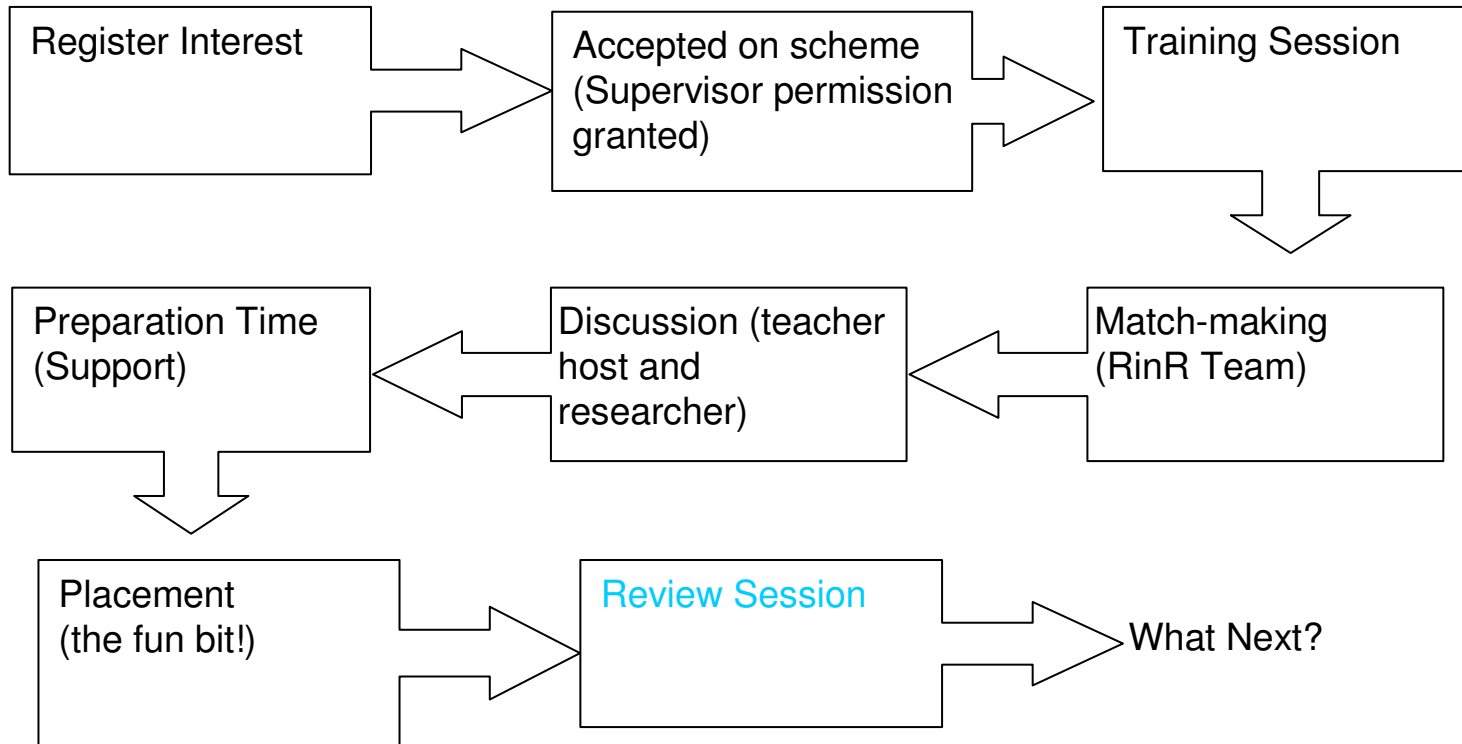 Register Interest
Accepted on scheme
(Supervisor permission
granted)
Training Session
Match-making
(RinR Team)
Discussion (teacher
host and
researcher)
Preparation Time
(Support)
Placement
(the fun bit!)
Review Session
What Next?